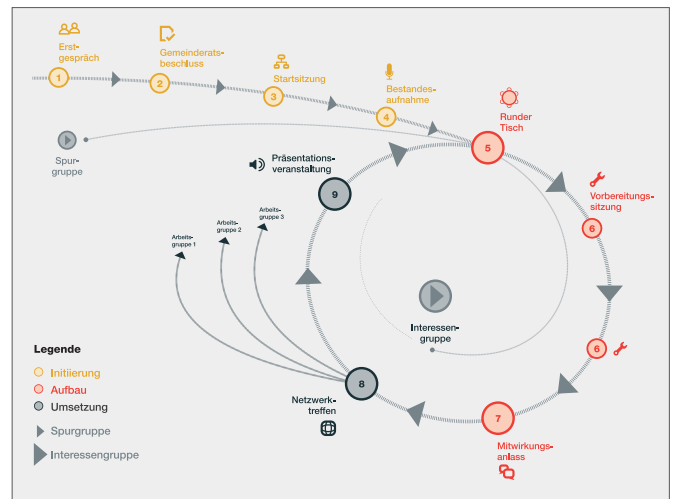 Erst-
gespräch
1
Gemeinderats-
beschluss
2
Startsitzung
3
Bestandes-
aufnahme
4
Runder
Tisch
5
Spur-
gruppe
Präsentations-
veranstaltung
9
Vorbereitungs-
sitzung
6
Arbeits-
gruppe 1
Arbeits-
gruppe 2
Arbeits-
gruppe 3
Interessen-
gruppe
6
Netzwerk-
treffen
8
7
Mitwirkungs-
anlass
Legende
Initiierung
Aufbau
Umsetzung
Spurgruppe
Interessengruppe